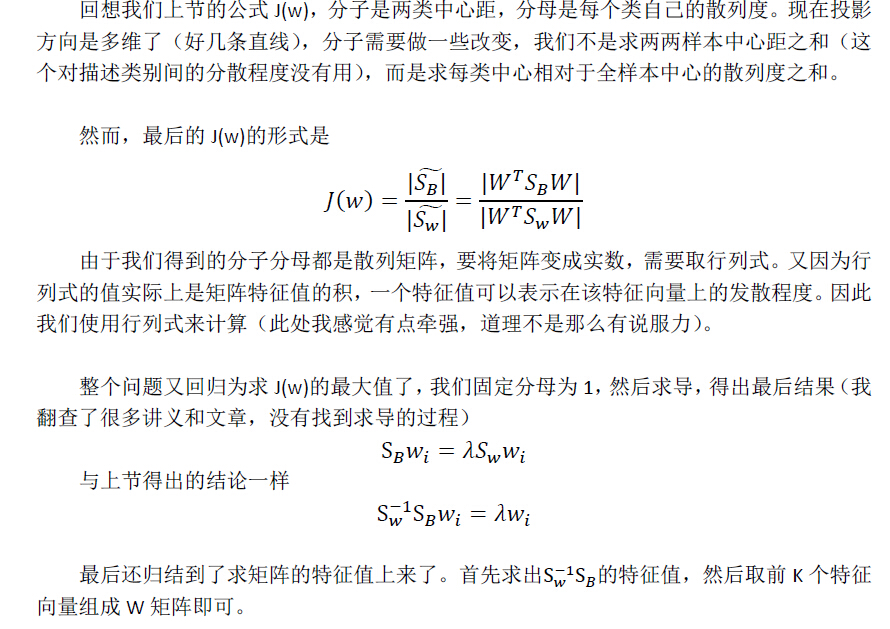 回想我们上节的公式 J(w)，分子是两类中心距，分母是每个类自己的散列度。现在投影
方向是多维了（好几条直线），分子需要做一些改变，我们不是求两两样本中心距之和（这
个对描述类别间的分散程度没有用），而是求每类中心相对于全样本中心的散列度之和。
然而，最后的 J(w)的形式是
J(w) = |S̃_B| / |S̃_w| = |W^T S_B W| / |W^T S_w W|
由于我们得到的分子分母都是散列矩阵，要将矩阵变成实数，需要取行列式。又因为行
列式的值实际上是矩阵特征值的积，一个特征值可以表示在该特征向量上的发散程度。因此
我们使用行列式来计算（此处我感觉有点牵强，道理不是那么有说服力）。
整个问题又回归为求 J(w)的最大值了，我们固定分母为 1，然后求导，得出最后结果（我
翻查了很多讲义和文章，没有找到求导的过程）
S_B w_i = λS_w w_i
与上节得出的结论一样
S_w^{-1} S_B w_i = λw_i
最后还归结到了求矩阵的特征值上来了。首先求出S_w^{-1} S_B的特征值，然后取前 K 个特征
向量组成 W 矩阵即可。